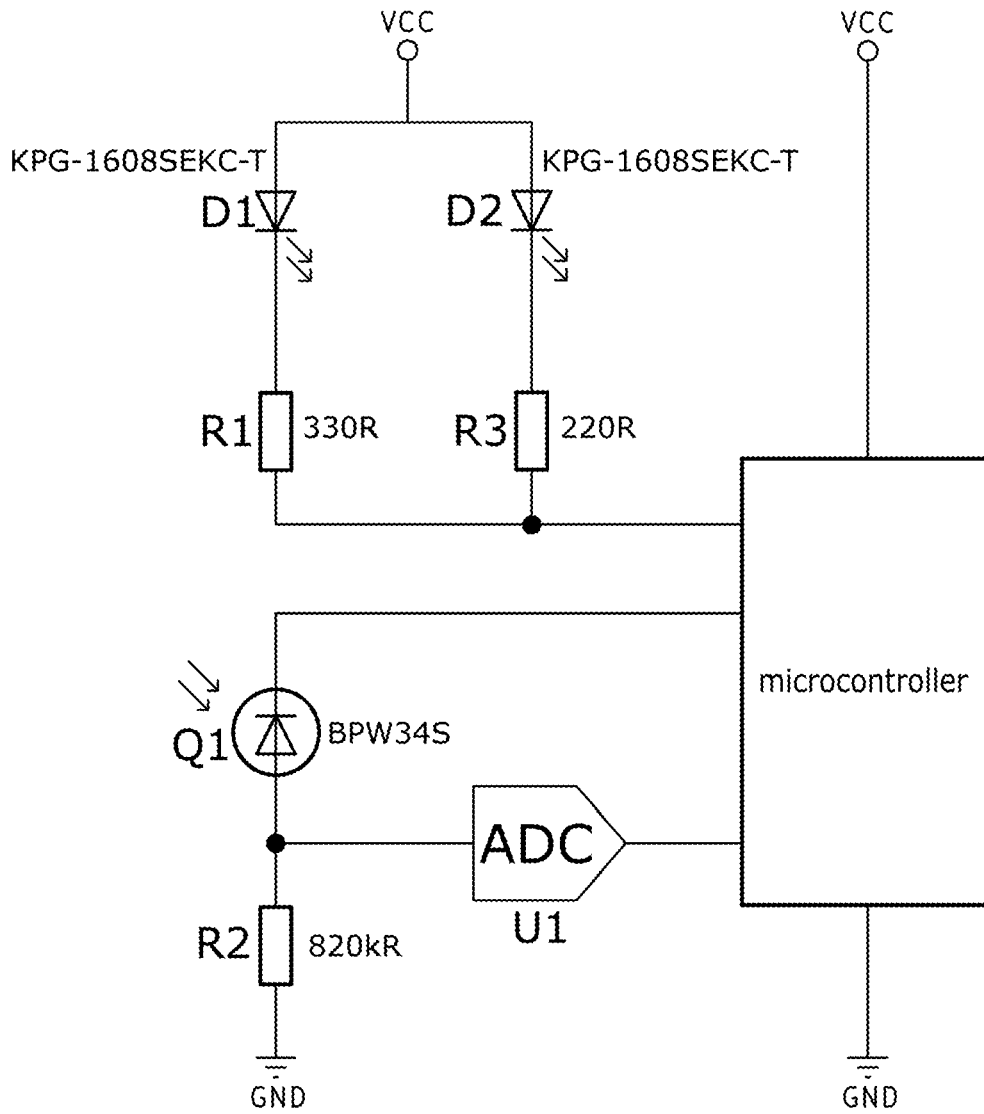 VCC
VCC
KPG-1608SEKC-T
KPG-1608SEKC-T
D1
D2
R1
330R
R3
220R
microcontroller
Q1
BPW34S
ADC
U1
R2
820kR
GND
GND